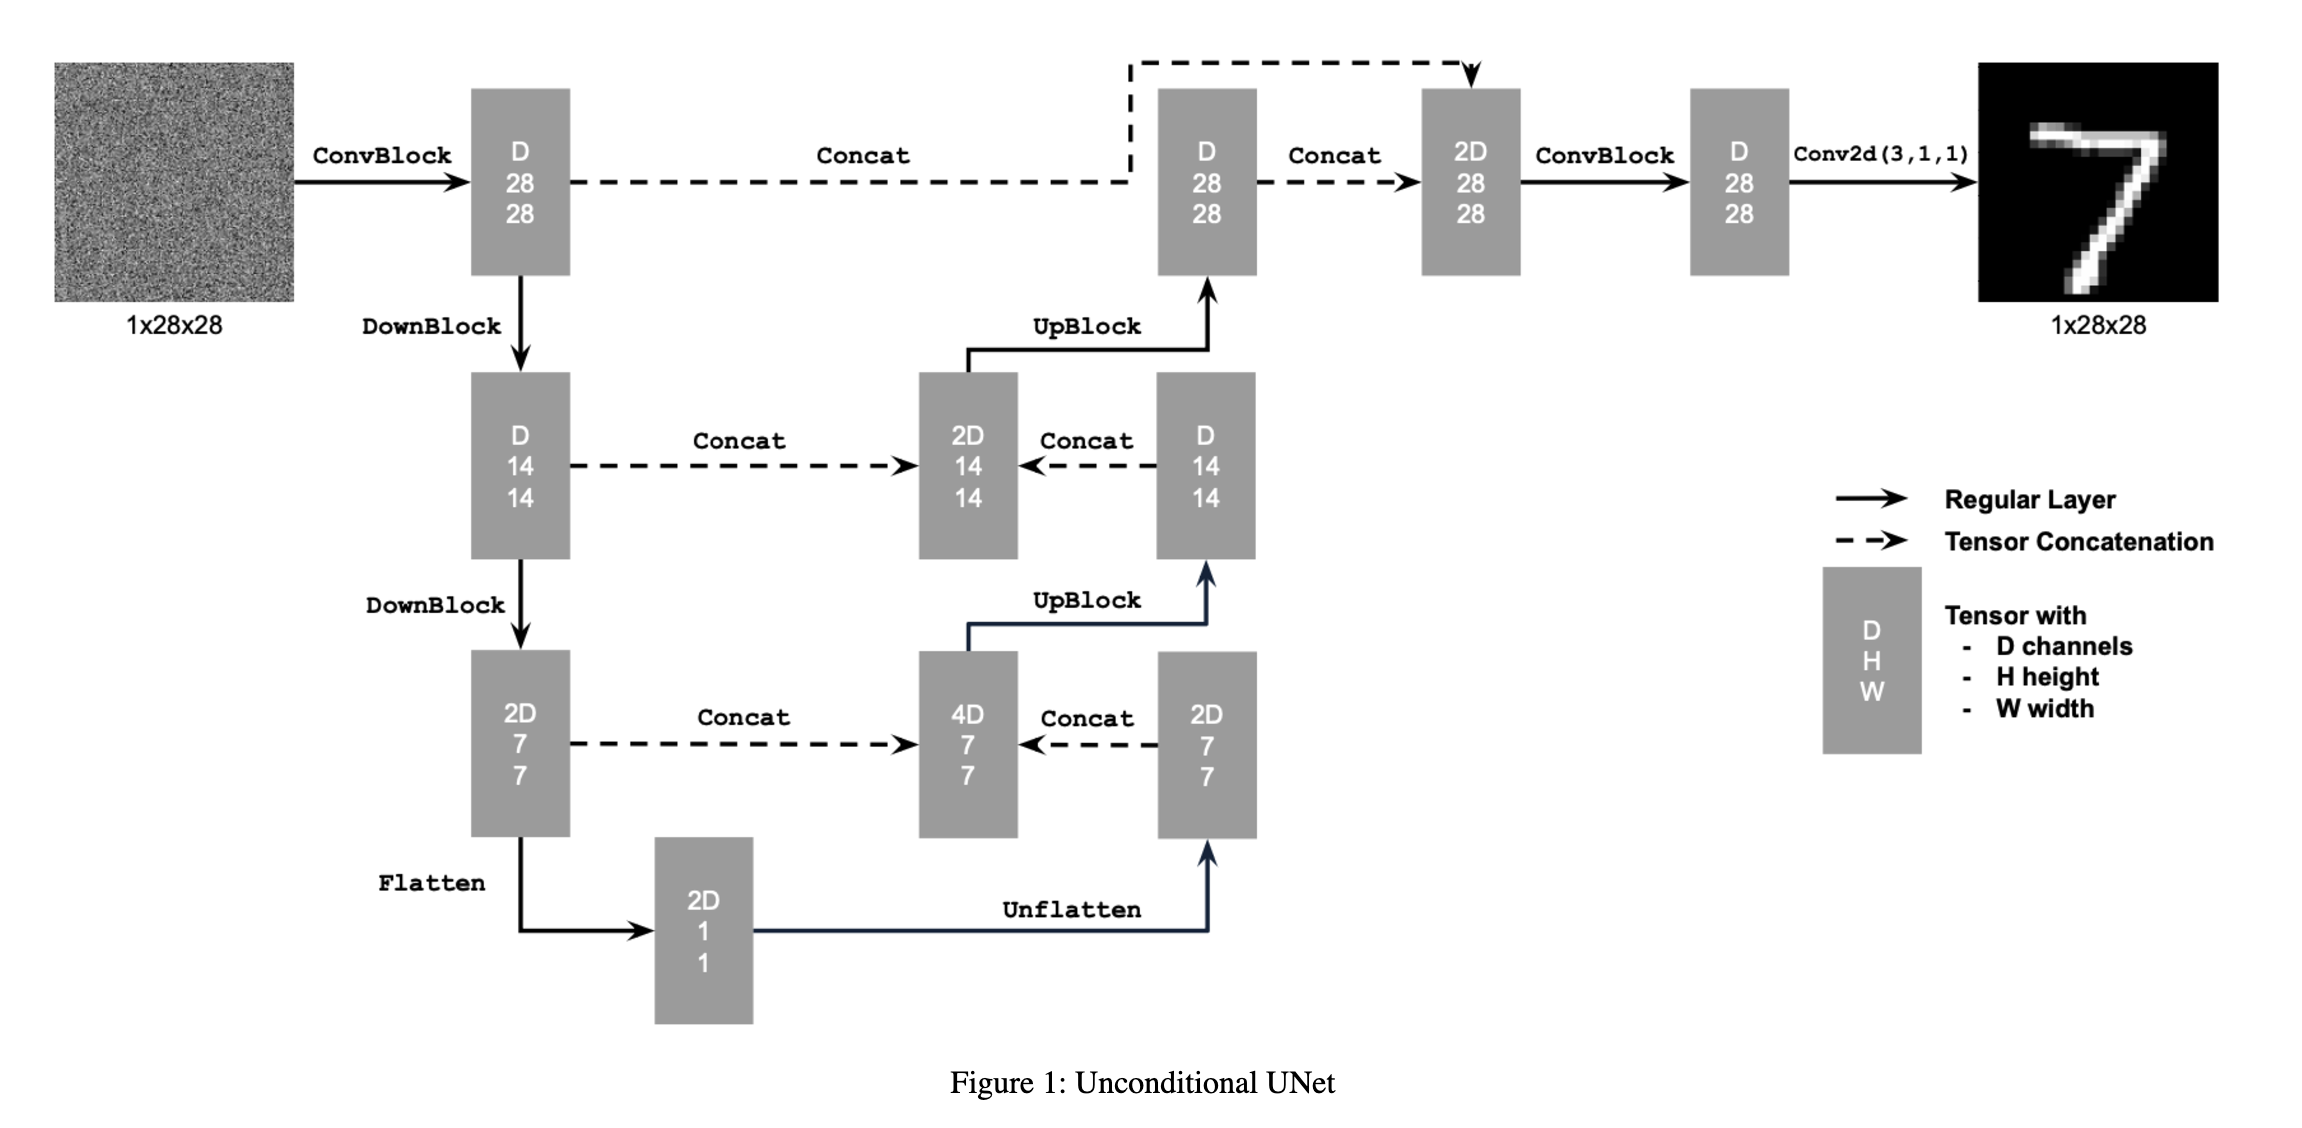 1x28x28
ConvBlock
D
28
28
Concat
D
28
28
Concat
2D
28
28
ConvBlock
D
28
28
Conv2d(3,1,1)
1x28x28
DownBlock
UpBlock
D
14
14
Concat
2D
14
14
Concat
D
14
14
DownBlock
UpBlock
2D
7
7
Concat
4D
7
7
Concat
2D
7
7
Flatten
2D
1
1
Unflatten
Regular Layer
Tensor Concatenation
D
H
W
Tensor with
- D channels
- H height
- W width
Figure 1: Unconditional UNet